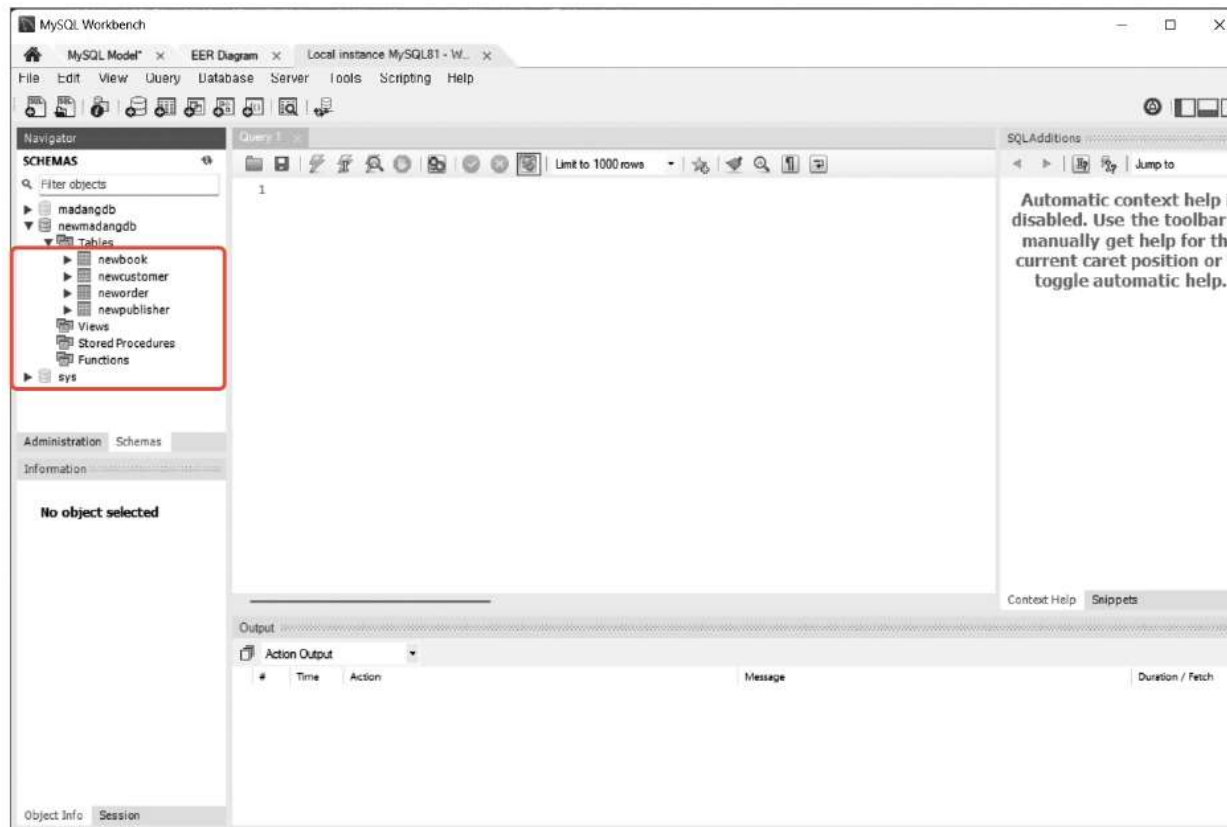 MySQL Workbench
MySQL Model* × EER Diagram × Local instance MySQL81 - W... ×
File Edit View Query Database Server Tools Scripting Help
Navigator
SCHEMAS
Filter objects
madangdb
newmadangdb
Tables
newbook
newcustomer
neworder
newpublisher
Views
Stored Procedures
Functions
sys
Administration Schemas
Information
No object selected
Object Info Session
Query 1 ×
Limit to 1000 rows
1
SQLAdditions
Jump to
Automatic context help
disabled. Use the toolbar
manually get help for th
current caret position or
toggle automatic help.
Context Help Snippets
Output
Action Output
# Time Action Message Duration / Fetch